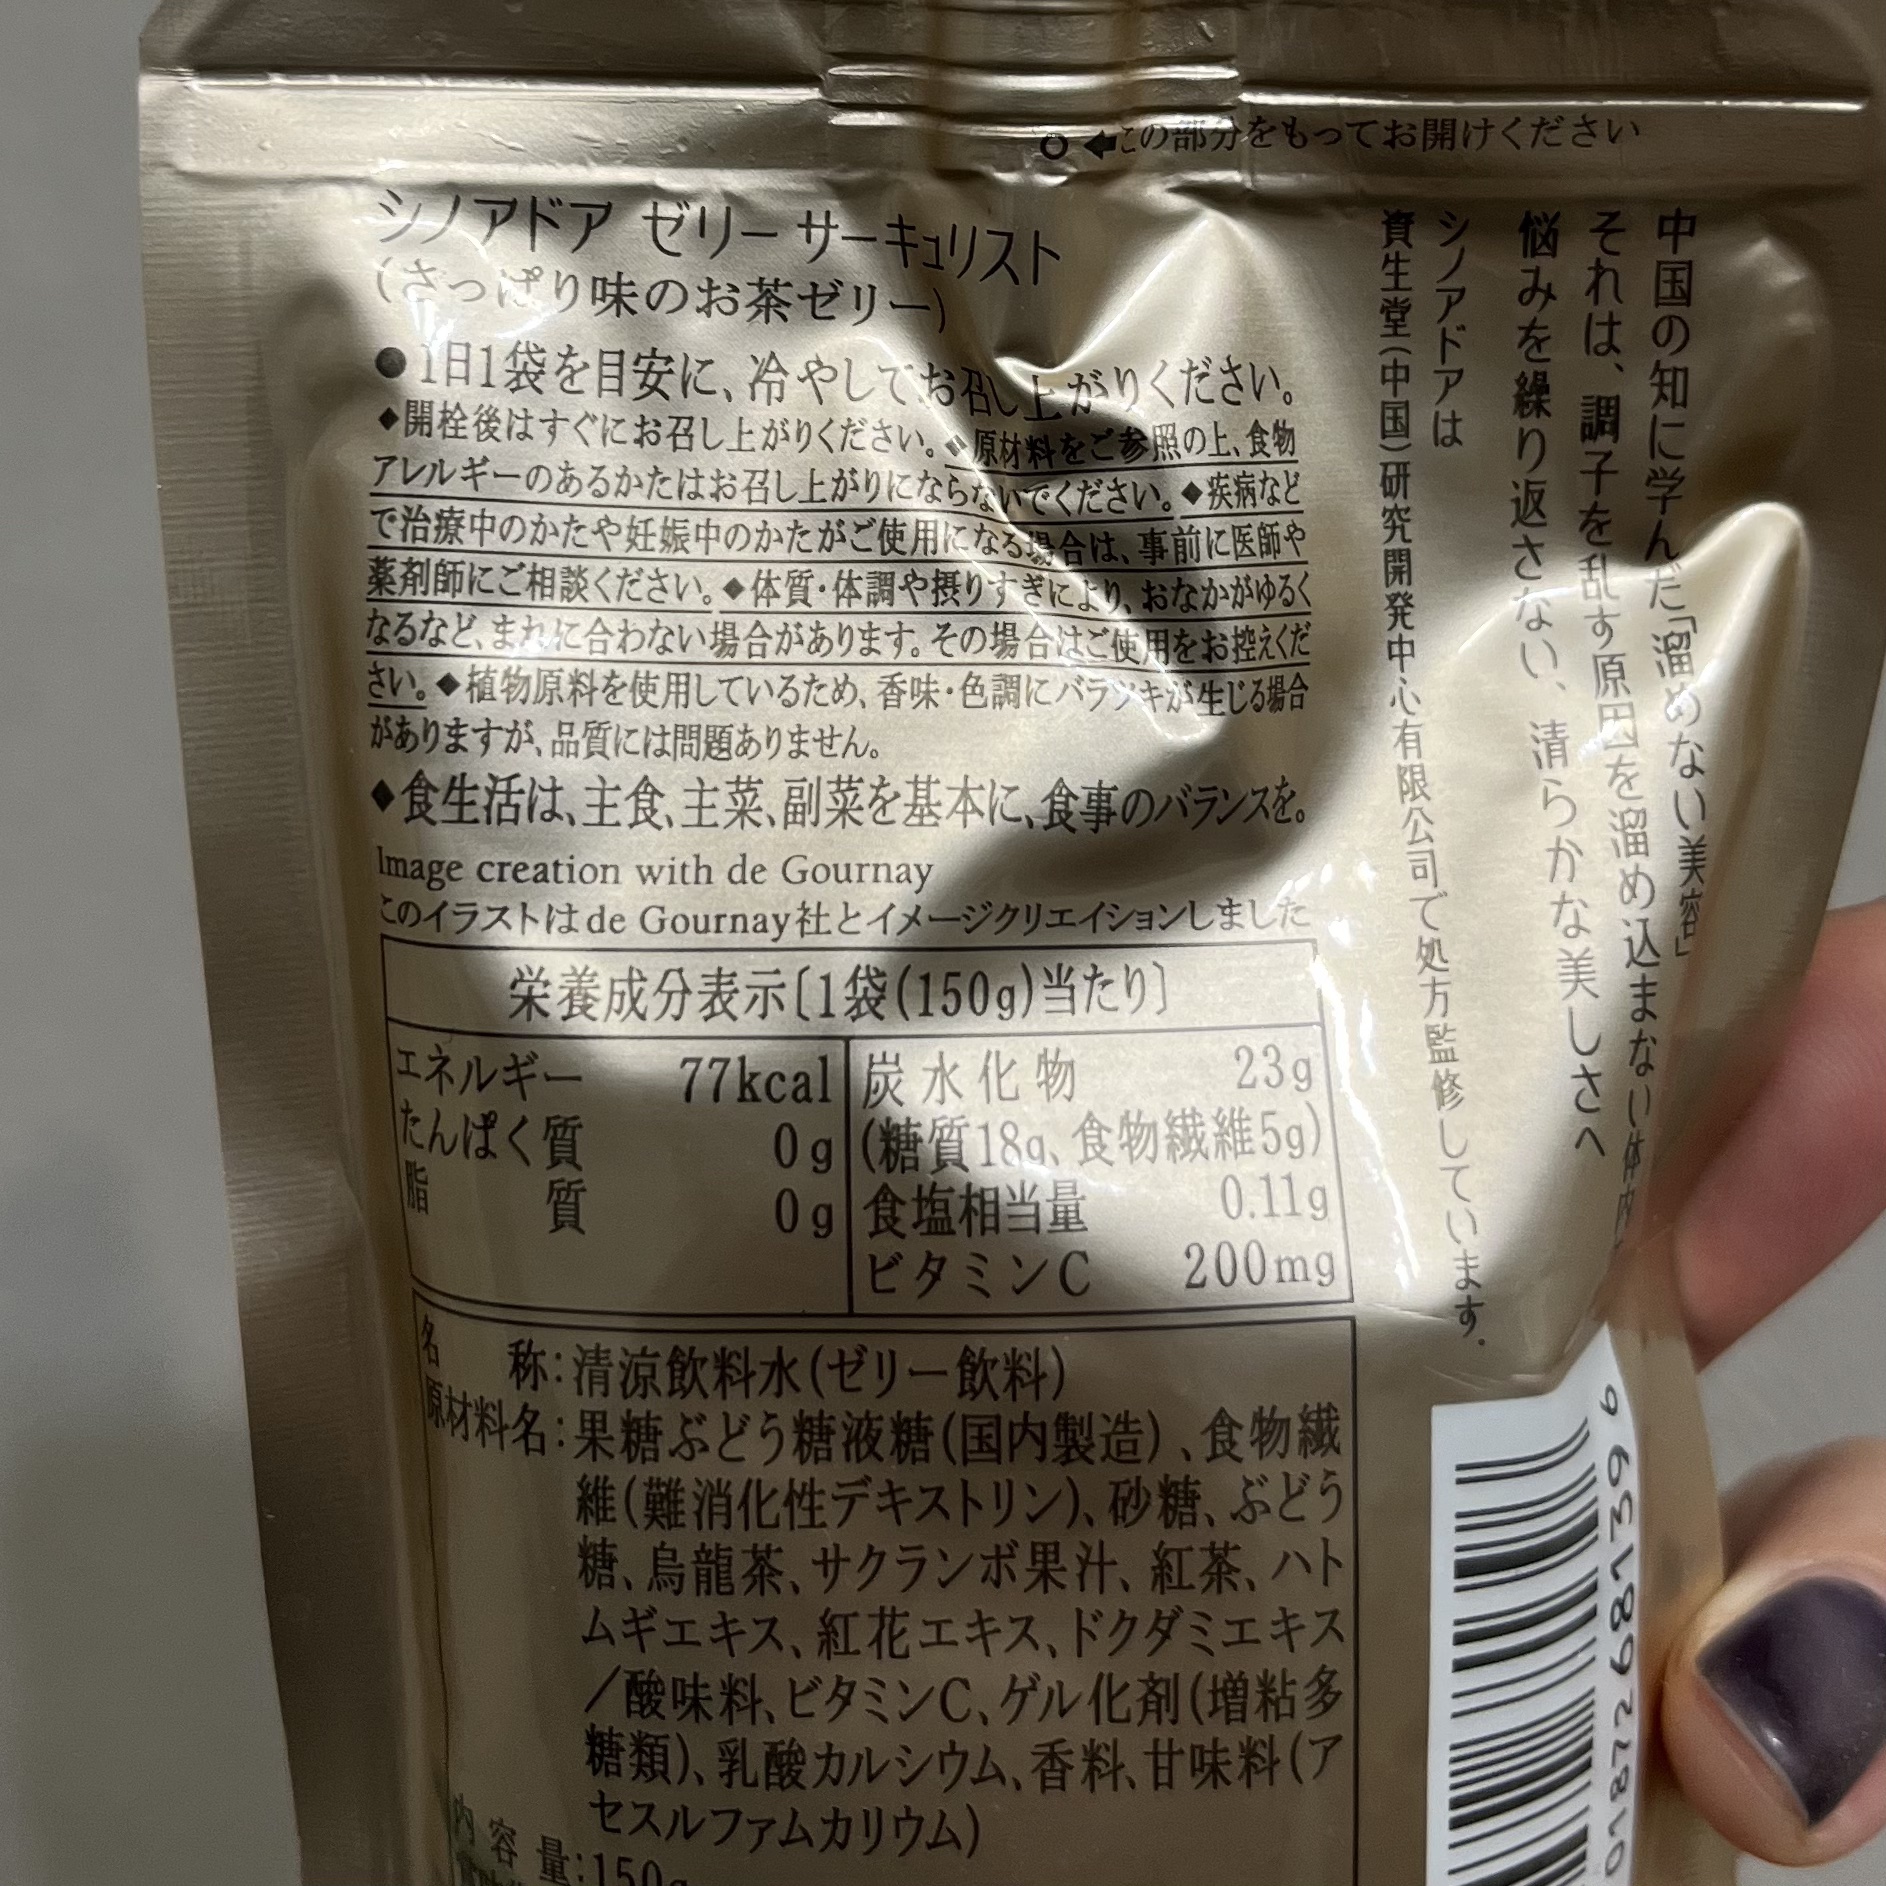 ○←この部分をもってお開けください
シノアドア ゼリー サーキュリスト
(さっぱり味のお茶ゼリー)
●1日1袋を目安に、冷やしてお召し上がりください。
◆開栓後はすぐにお召し上がりください。◆原材料をご参照の上、食物
アレルギーのあるかたはお召し上がりにならないでください。◆疾病など
で治療中のかたや妊娠中のかたがご使用になる場合は、事前に医師や
薬剤師にご相談ください。◆体質・体調や摂りすぎにより、おなかがゆるく
なるなど、まれに合わない場合があります。その場合はご使用をお控えくだ
さい。◆植物原料を使用しているため、香味・色調にバラツキが生じる場合
がありますが、品質には問題ありません。
◆食生活は、主食、主菜、副菜を基本に、食事のバランスを。
Image creation with de Gournay
このイラストはde Gournay社とイメージクリエイションしました
中国の知に学んだ「溜めない美容」
それは、調子を乱す原因を溜め込まない体内
悩みを繰り返さない、清らかな美しさへ
シノアドアは
資生堂(中国)研究開発中心有限公司で処方監修しています。
栄養成分表示〔1袋(150g)当たり〕
エネルギー 77kcal
たんぱく質 0g
脂質 0g
炭水化物 23g
(糖質18g、食物繊維5g)
食塩相当量 0.11g
ビタミンC 200mg
名称:清涼飲料水(ゼリー飲料)
原材料名:果糖ぶどう糖液糖(国内製造)、食物繊
維(難消化性デキストリン)、砂糖、ぶどう
糖、烏龍茶、サクランボ果汁、紅茶、ハト
ムギエキス、紅花エキス、ドクダミエキス
/酸味料、ビタミンC、ゲル化剤(増粘多
糖類)、乳酸カルシウム、香料、甘味料(ア
セスルファムカリウム)
内容量:150g
01872681396